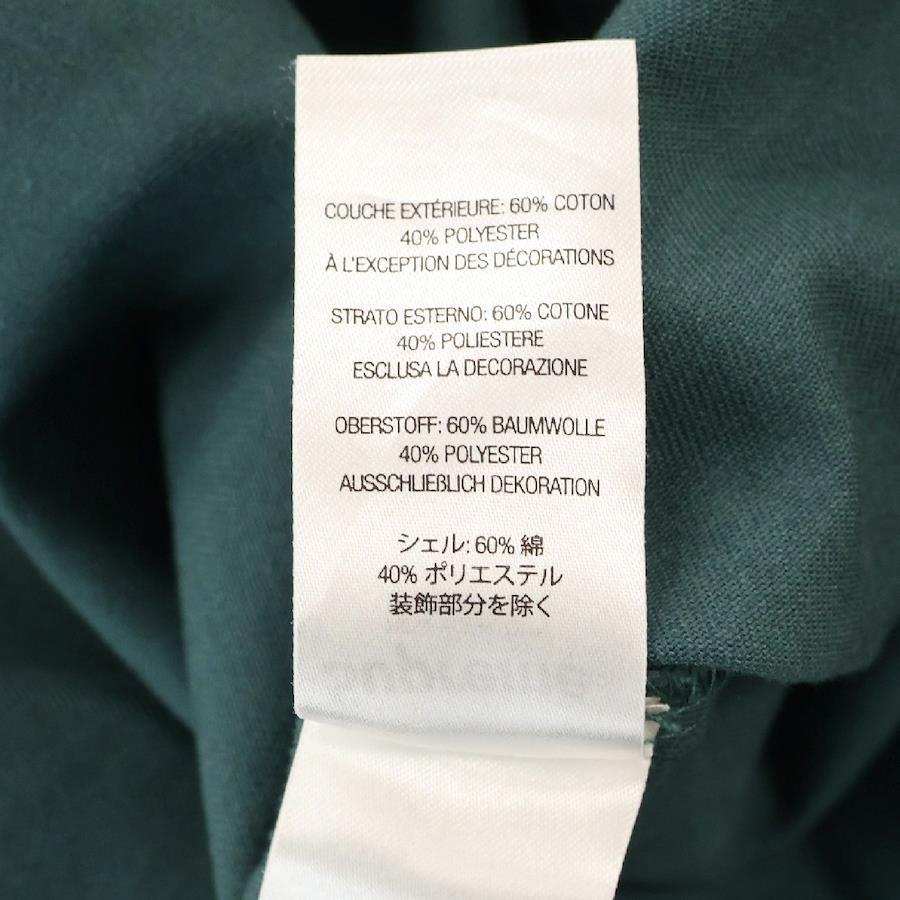 COUCHE EXTÉRIEURE: 60% COTON
40% POLYESTER
À L'EXCEPTION DES DÉCORATIONS
STRATO ESTERNO: 60% COTONE
40% POLIESTERE
ESCLUSA LA DECORAZIONE
OBERSTOFF: 60% BAUMWOLLE
40% POLYESTER
AUSSCHLIEßLICH DEKORATION
シェル: 60% 綿
40% ポリエステル
装飾部分を除く